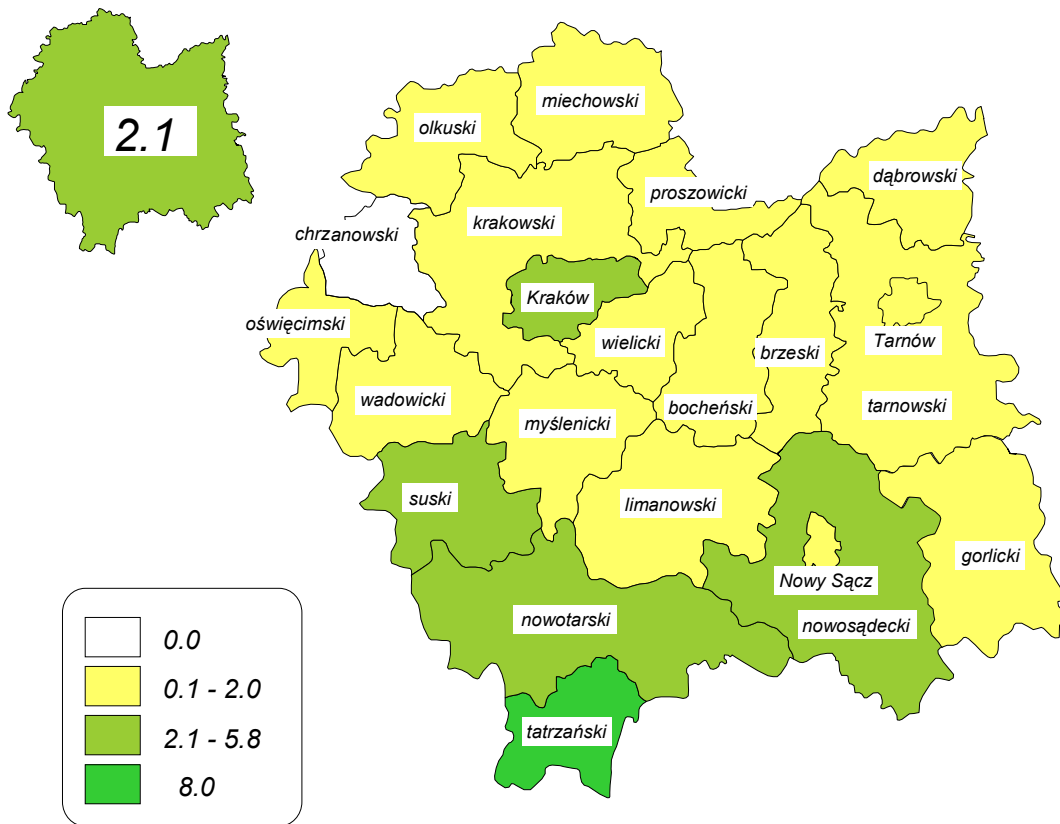 2.1
miechowski
olkuski
dąbrowski
proszowicki
krakowski
chrzanowski
Kraków
oświęcimski
Tarnów
wielicki
brzeski
wadowicki
tarnowski
bocheński
myślenicki
suski
limanowski
gorlicki
Nowy Sącz
nowotarski
nowosądecki
tatrzański
0.0
0.1 - 2.0
2.1 - 5.8
8.0